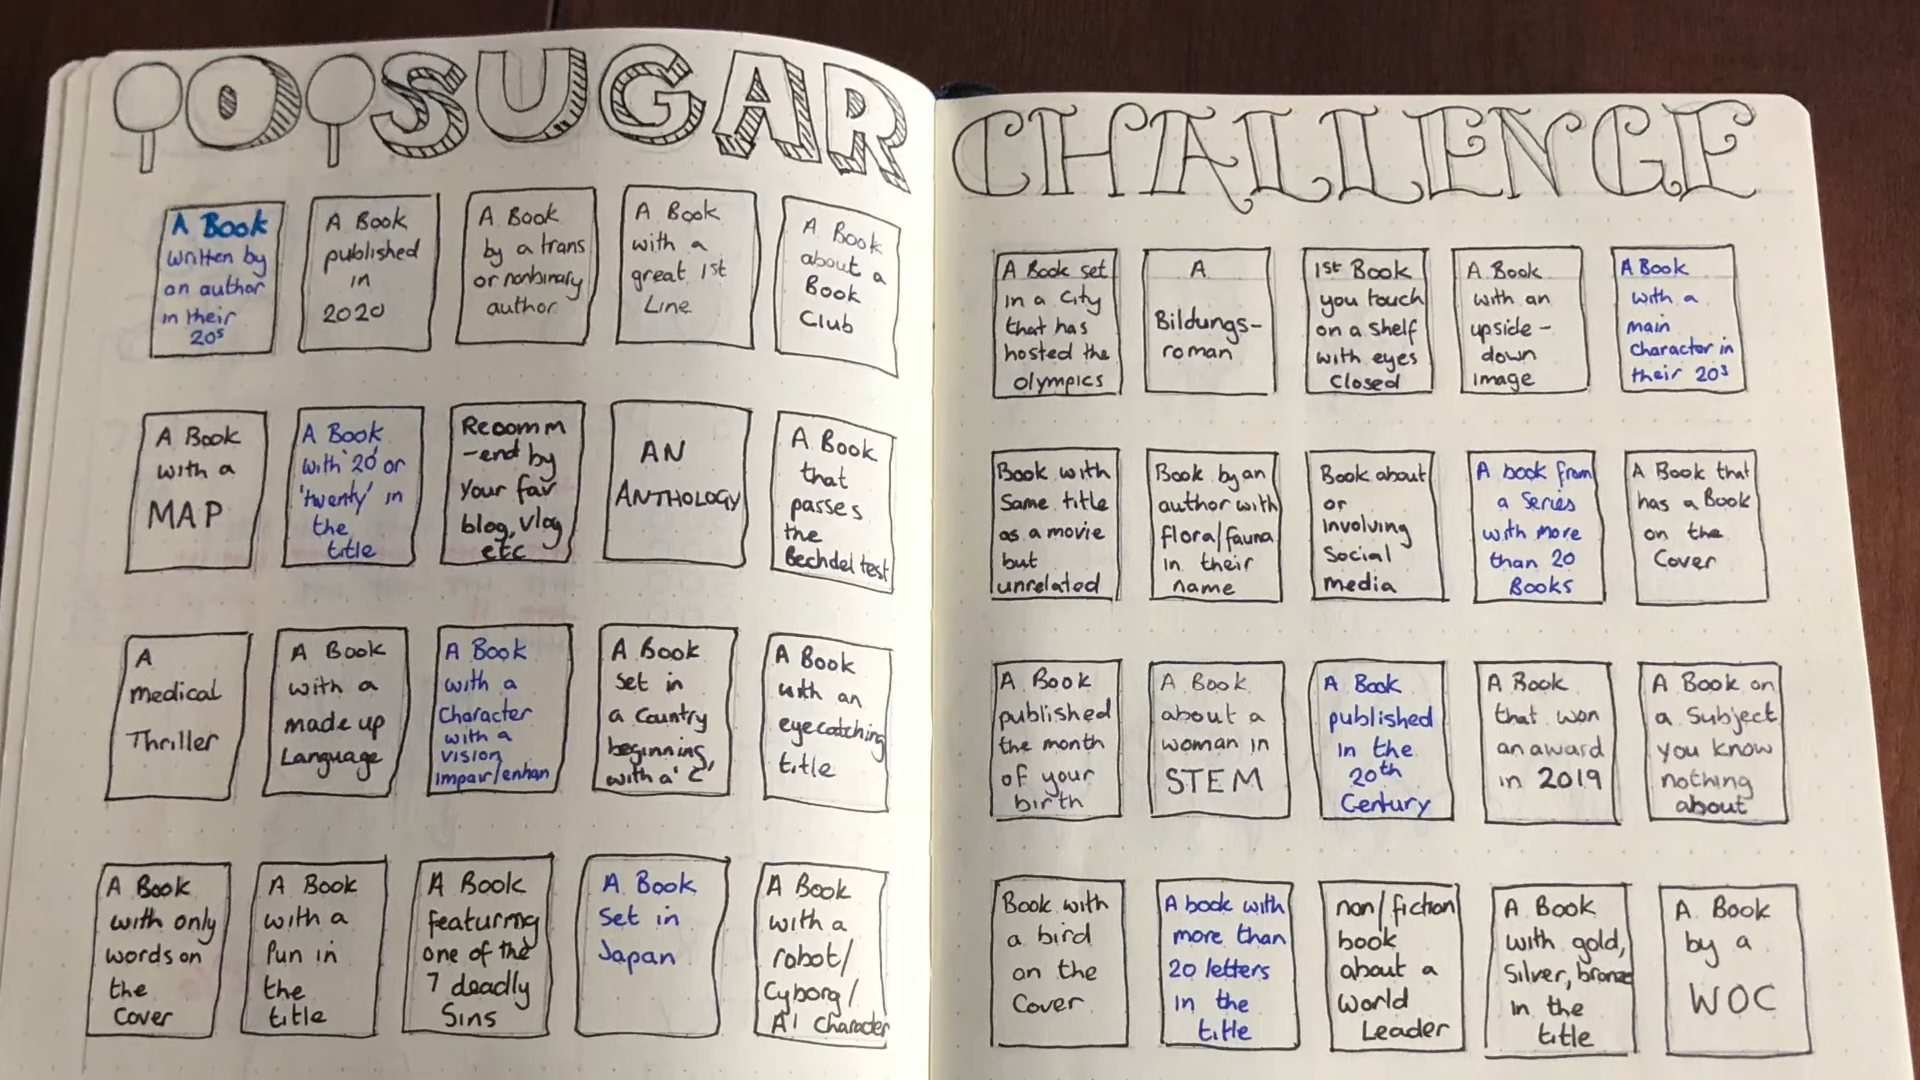 POPSUGAR
CHALLENGE
A Book
written by
an author
in their
20s
A Book
published
in
2020
A Book
by a trans
or nonbinary
author
A Book
with a
great 1st
Line
A Book
about a
Book
Club
A Book
with a
MAP
A Book
with '20' or
'twenty' in
the
title
Recomm
-end by
your fav
blog, vlog
etc
AN
ANTHOLOGY
A Book
that
passes
the
Bechdel test
A
medical
Thriller
A Book
with a
made up
Language
A Book
with a
Character
with a
vision
impair/enhan
A Book
set in
a country
beginning
with a 'C'
A Book
with an
eyecatching
title
A Book
with only
words on
the
cover
A Book
with a
Pun in
the
title
A Book
featuring
one of the
7 deadly
Sins
A Book
Set in
Japan
A Book
with a
robot/
Cyborg/
AI character
A Book set
in a city
that has
hosted the
olympics
A
Bildungs-
roman
1st Book
you touch
on a shelf
with eyes
closed
A Book
with an
upside-
down
image
A Book
with a
main
character in
their 20s
Book with
Same title
as a movie
but
unrelated
Book by an
author with
flora/fauna
in their
name
Book about
or
involving
Social
media
A book from
a series
with more
than 20
Books
A Book that
has a Book
on the
Cover
A Book
published
the month
of your
birth
A Book
about a
woman in
STEM
A Book
published
in the
20th
Century
A Book
that won
an award
in 2019
A Book on
a Subject
you know
nothing
about
Book with
a bird
on the
Cover
A book with
more than
20 letters
in the
title
non/fiction
book
about a
world
Leader
A Book
with gold,
Silver, bronze
in the
title
A Book
by a
WOC